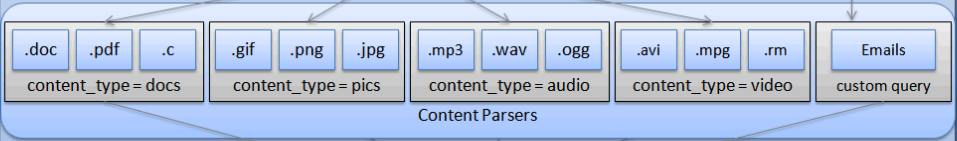 .doc .pdf .c .gif .png .jpg .mp3 .wav .ogg .avi .mpg .rm Emails
content_type = docs content_type = pics content_type = audio content_type = video custom query
Content Parsers